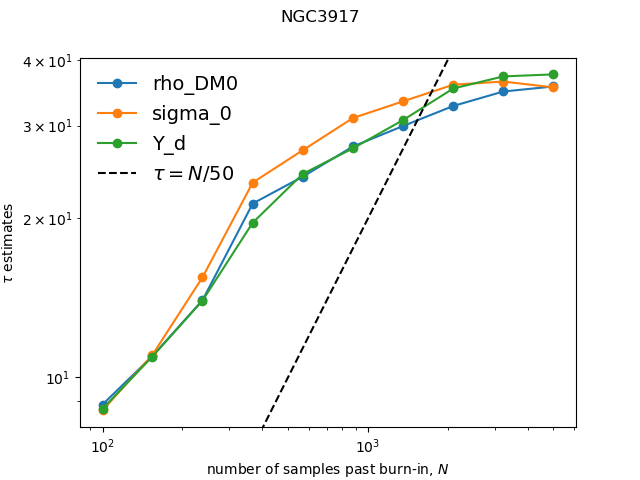 NGC3917
rho_DM0
sigma_0
Y_d
τ = N/50
4 × 10¹
3 × 10¹
2 × 10¹
10¹
τ estimates
10² 10³
number of samples past burn-in, N